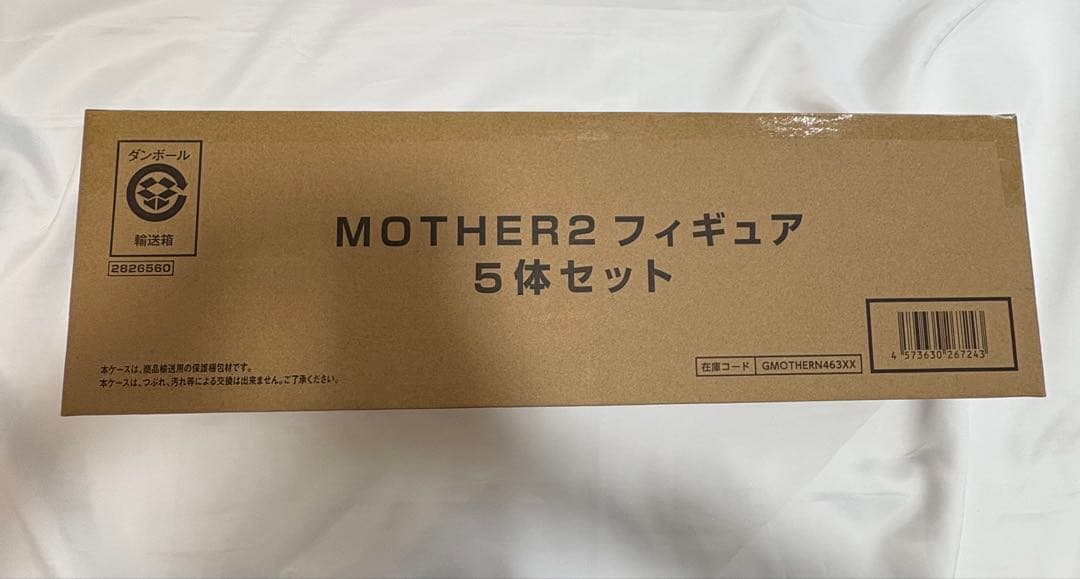 ダンボール
輸送箱
2826560
MOTHER2 フィギュア
5体セット
本ケースは、商品輸送用の保護梱包材です。
本ケースは、つぶれ、汚れ等による交換は出来ません。ご了承ください。
在庫コード GMOTHERN463XX
4 573630 267243